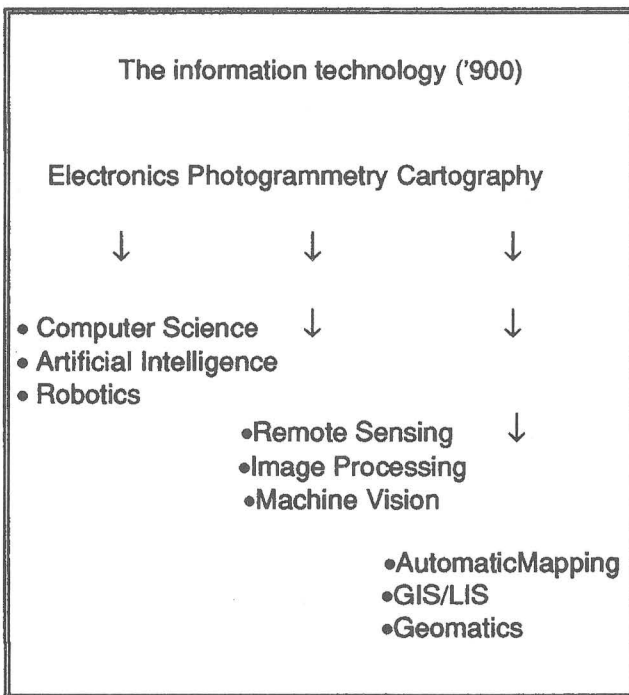 The information technology ('900)
Electronics Photogrammetry Cartography
↓ ↓ ↓
• Computer Science ↓ ↓
• Artificial Intelligence
• Robotics
•Remote Sensing ↓
•Image Processing
•Machine Vision
•AutomaticMapping
•GIS/LIS
•Geomatics